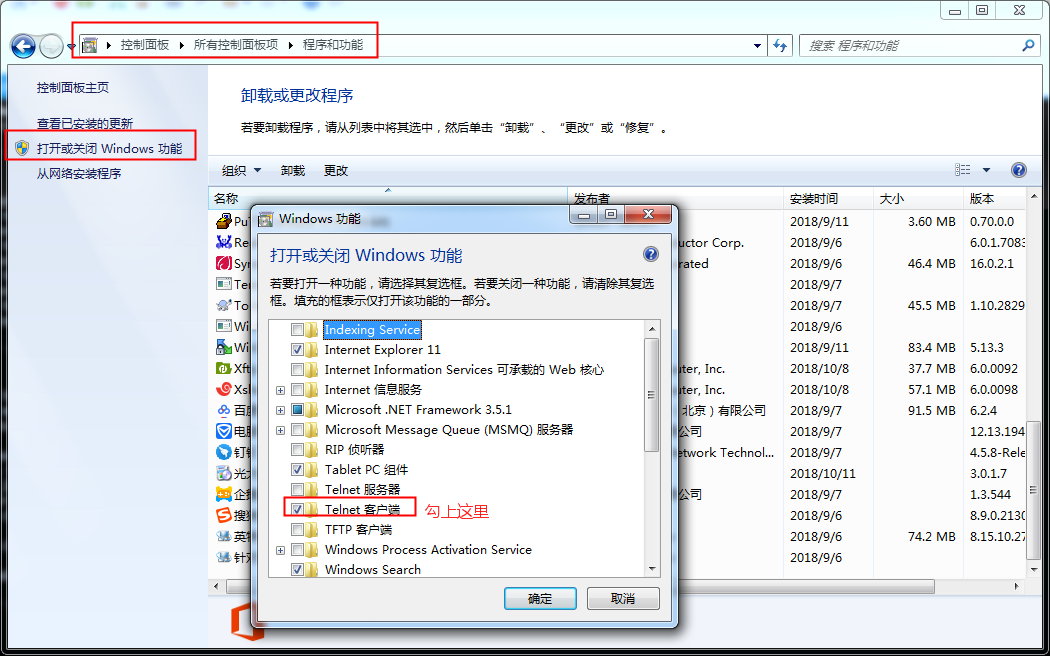 控制面板 ▸ 所有控制面板项 ▸ 程序和功能
搜索 程序和功能
控制面板主页
查看已安装的更新
打开或关闭 Windows 功能
从网络安装程序
卸载或更改程序
若要卸载程序，请从列表中将其选中，然后单击“卸载”、“更改”或“修复”。
组织 卸载 更改
名称 发布者 安装时间 大小 版本
2018/9/11 3.60 MB 0.70.0.0
uctor Corp. 2018/9/6 6.0.1.7083
rated 2018/9/6 46.4 MB 16.0.2.1
2018/9/7
2018/9/7 45.5 MB 1.10.2829
2018/9/6
2018/9/11 83.4 MB 5.13.3
Xft ter, Inc. 2018/10/8 37.7 MB 6.0.0092
Xsl ter, Inc. 2018/10/8 57.1 MB 6.0.0098
北京）有限公司 2018/9/7 91.5 MB 6.2.4
公司 2018/9/7 12.13.194
etwork Technol... 2018/9/7 4.5.8-Rele
2018/10/11 3.0.1.7
公司 2018/9/7 1.3.544
2018/9/6 8.9.0.2130
2018/9/6 74.2 MB 8.15.10.27
2018/9/6
Windows 功能
打开或关闭 Windows 功能
若要打开一种功能，请选择其复选框。若要关闭一种功能，请清除其复选
框。填充的框表示仅打开该功能的一部分。
Indexing Service
Internet Explorer 11
Internet Information Services 可承载的 Web 核心
Internet 信息服务
Microsoft .NET Framework 3.5.1
Microsoft Message Queue (MSMQ) 服务器
RIP 侦听器
Tablet PC 组件
Telnet 服务器
Telnet 客户端 勾上这里
TFTP 客户端
Windows Process Activation Service
Windows Search
确定 取消